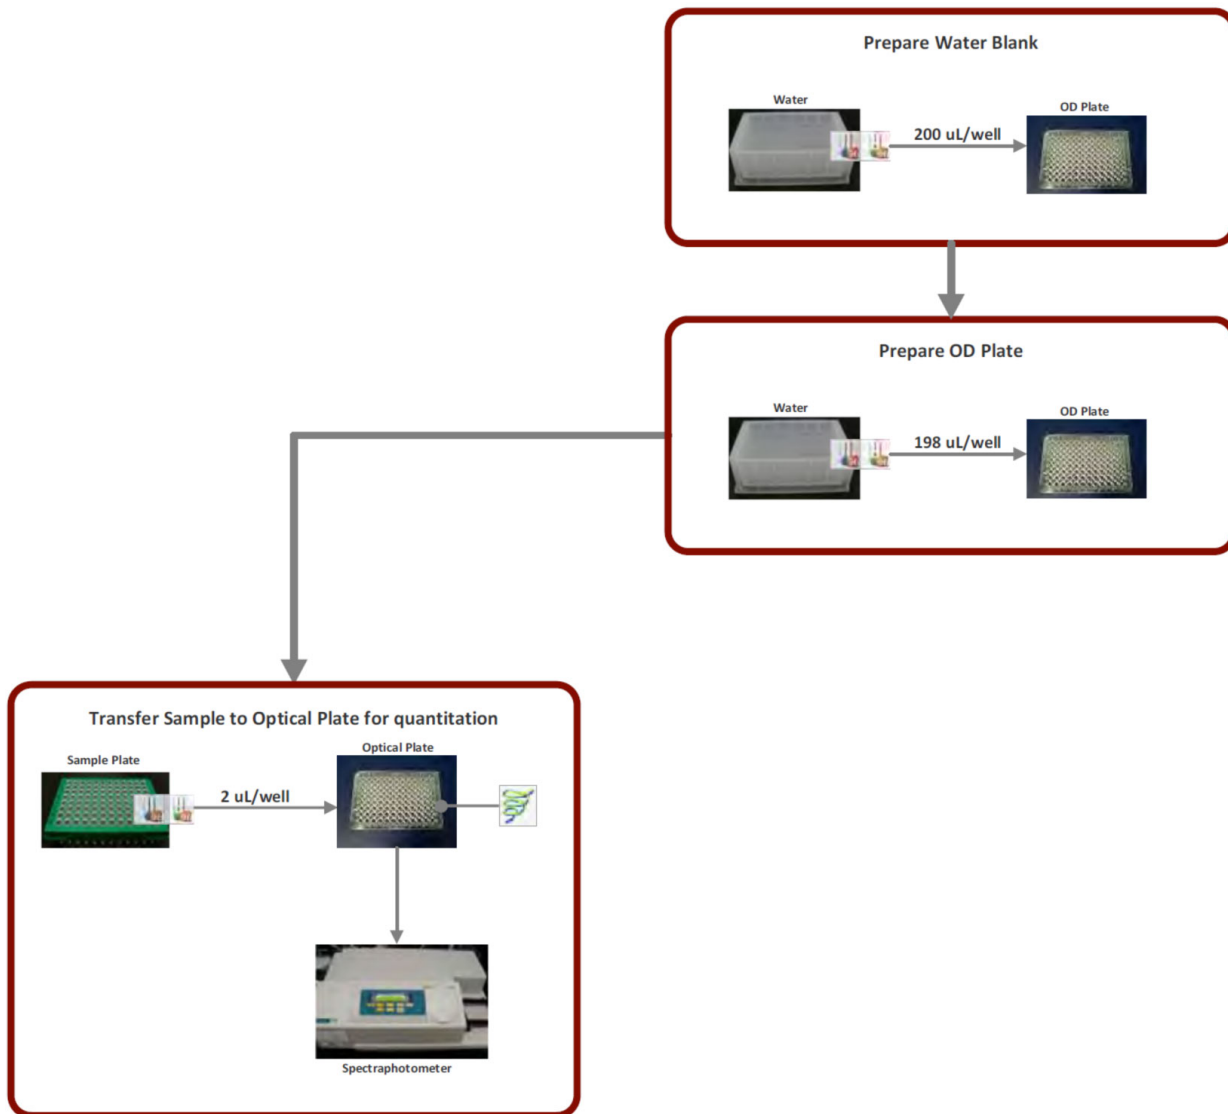 Prepare Water Blank
Water
OD Plate
200 uL/well
Prepare OD Plate
Water
OD Plate
198 uL/well
Transfer Sample to Optical Plate for quantitation
Sample Plate
Optical Plate
2 uL/well
Spectraphotometer